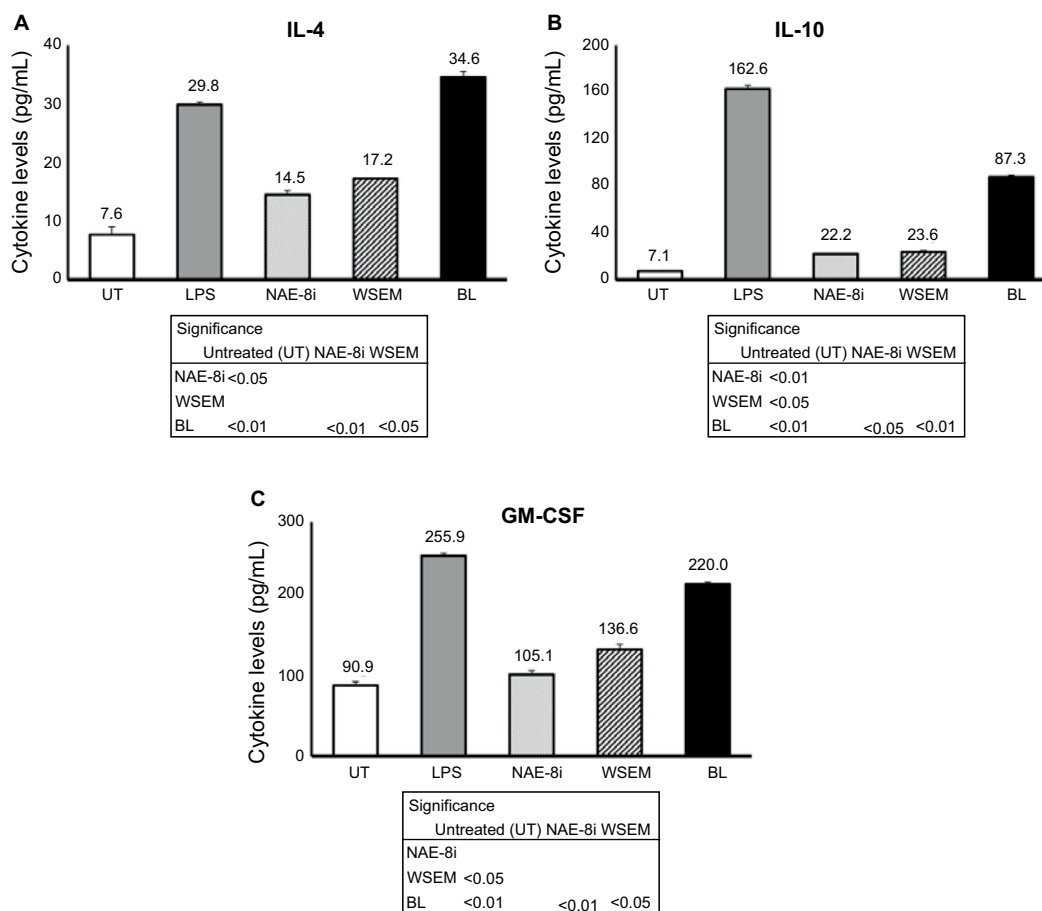 A
IL-4
Cytokine levels (pg/mL)
40
30
20
10
0
7.6
29.8
14.5
17.2
34.6
UT LPS NAE-8i WSEM BL
Significance
Untreated (UT) NAE-8i WSEM
NAE-8i <0.05
WSEM
BL <0.01 <0.01 <0.05
B
IL-10
Cytokine levels (pg/mL)
200
160
120
80
40
0
7.1
162.6
22.2
23.6
87.3
UT LPS NAE-8i WSEM BL
Significance
Untreated (UT) NAE-8i WSEM
NAE-8i <0.01
WSEM <0.05
BL <0.01 <0.05 <0.01
C
GM-CSF
Cytokine levels (pg/mL)
300
200
100
0
90.9
255.9
105.1
136.6
220.0
UT LPS NAE-8i WSEM BL
Significance
Untreated (UT) NAE-8i WSEM
NAE-8i
WSEM <0.05
BL <0.01 <0.01 <0.05